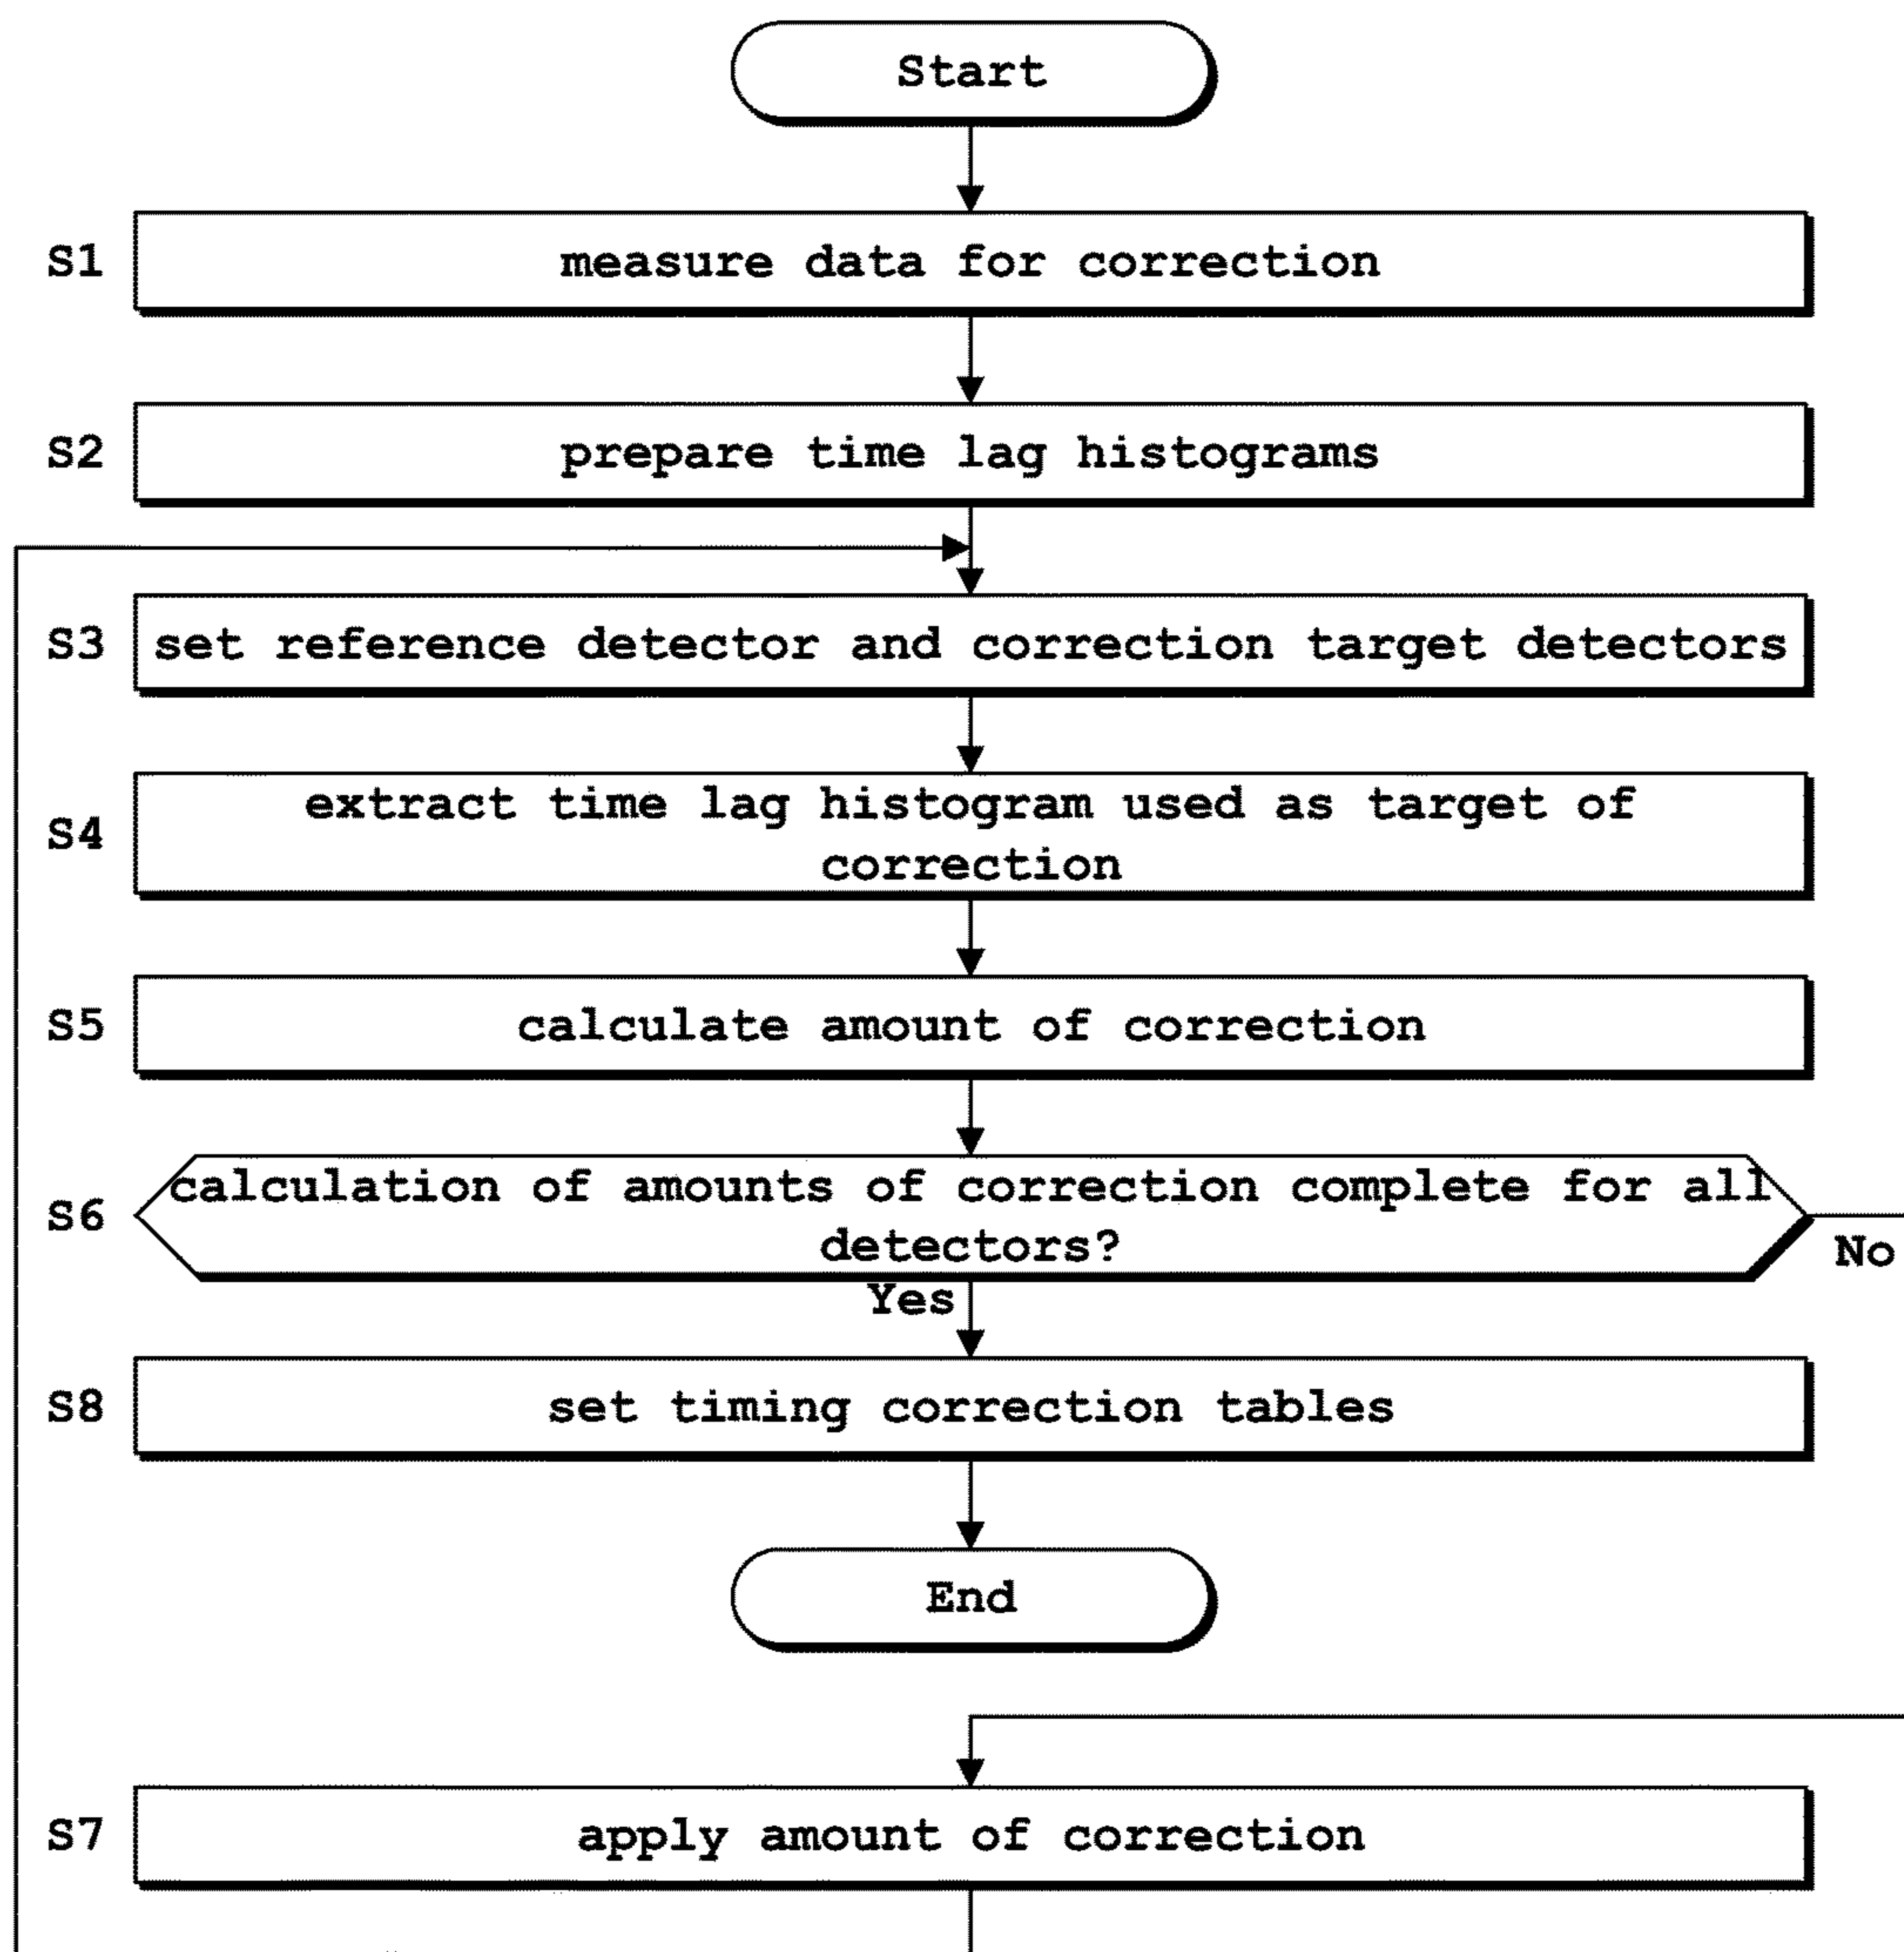 Start
S1
measure data for correction
S2
prepare time lag histograms
S3
set reference detector and correction target detectors
S4
extract time lag histogram used as target of
correction
S5
calculate amount of correction
S6
calculation of amounts of correction complete for all
detectors?
No
Yes
S8
set timing correction tables
End
S7
apply amount of correction